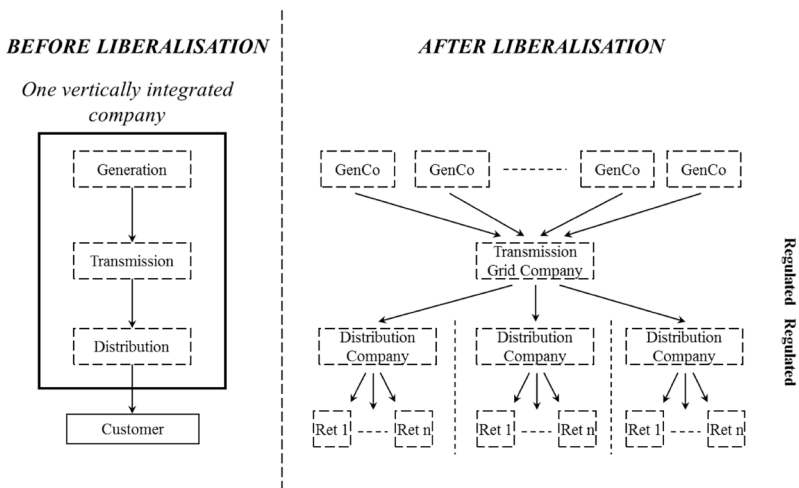 BEFORE LIBERALISATION
One vertically integrated
company
Generation
Transmission
Distribution
Customer
AFTER LIBERALISATION
GenCo
GenCo
GenCo
GenCo
Transmission
Grid Company
Regulated
Distribution
Company
Distribution
Company
Distribution
Company
Regulated
Ret 1
Ret n
Ret 1
Ret n
Ret 1
Ret n